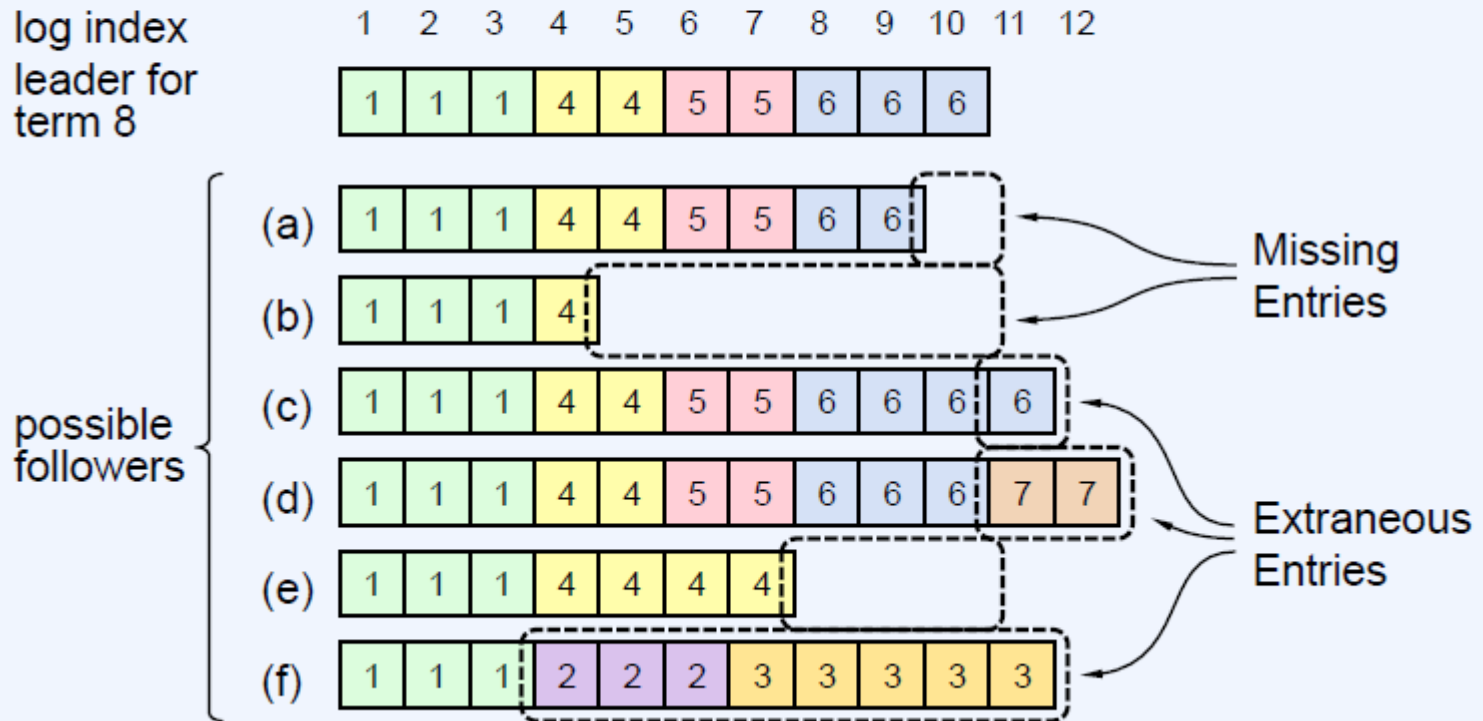 log index 1 2 3 4 5 6 7 8 9 10 11 12
leader for
term 8
1 1 1 4 4 5 5 6 6 6
(a) 1 1 1 4 4 5 5 6 6
Missing
Entries
(b) 1 1 1 4
(c) 1 1 1 4 4 5 5 6 6 6 6
possible
followers
(d) 1 1 1 4 4 5 5 6 6 6 7 7
Extraneous
Entries
(e) 1 1 1 4 4 4 4
(f) 1 1 1 2 2 2 3 3 3 3 3